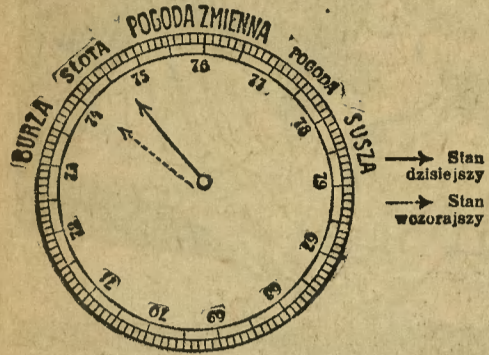 POGODA ZMIENNA
SŁOTA
POGODA
BURZA
SUSZA
76
75
77
74
78
73
79
72
71
70
69
Stan
dzisiejszy
Stan
wczorajszy